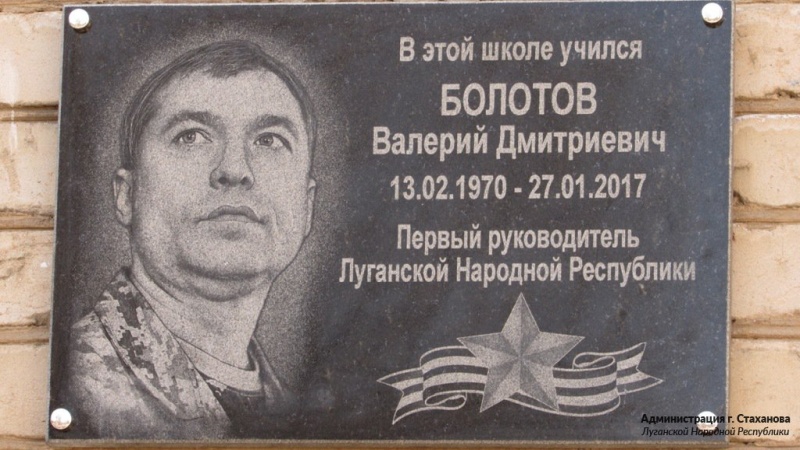 В этой школе учился
БОЛОТОВ
Валерий Дмитриевич
13.02.1970 - 27.01.2017
Первый руководитель
Луганской Народной Республики
Администрация г. Стаханова
Луганской Народной Республики